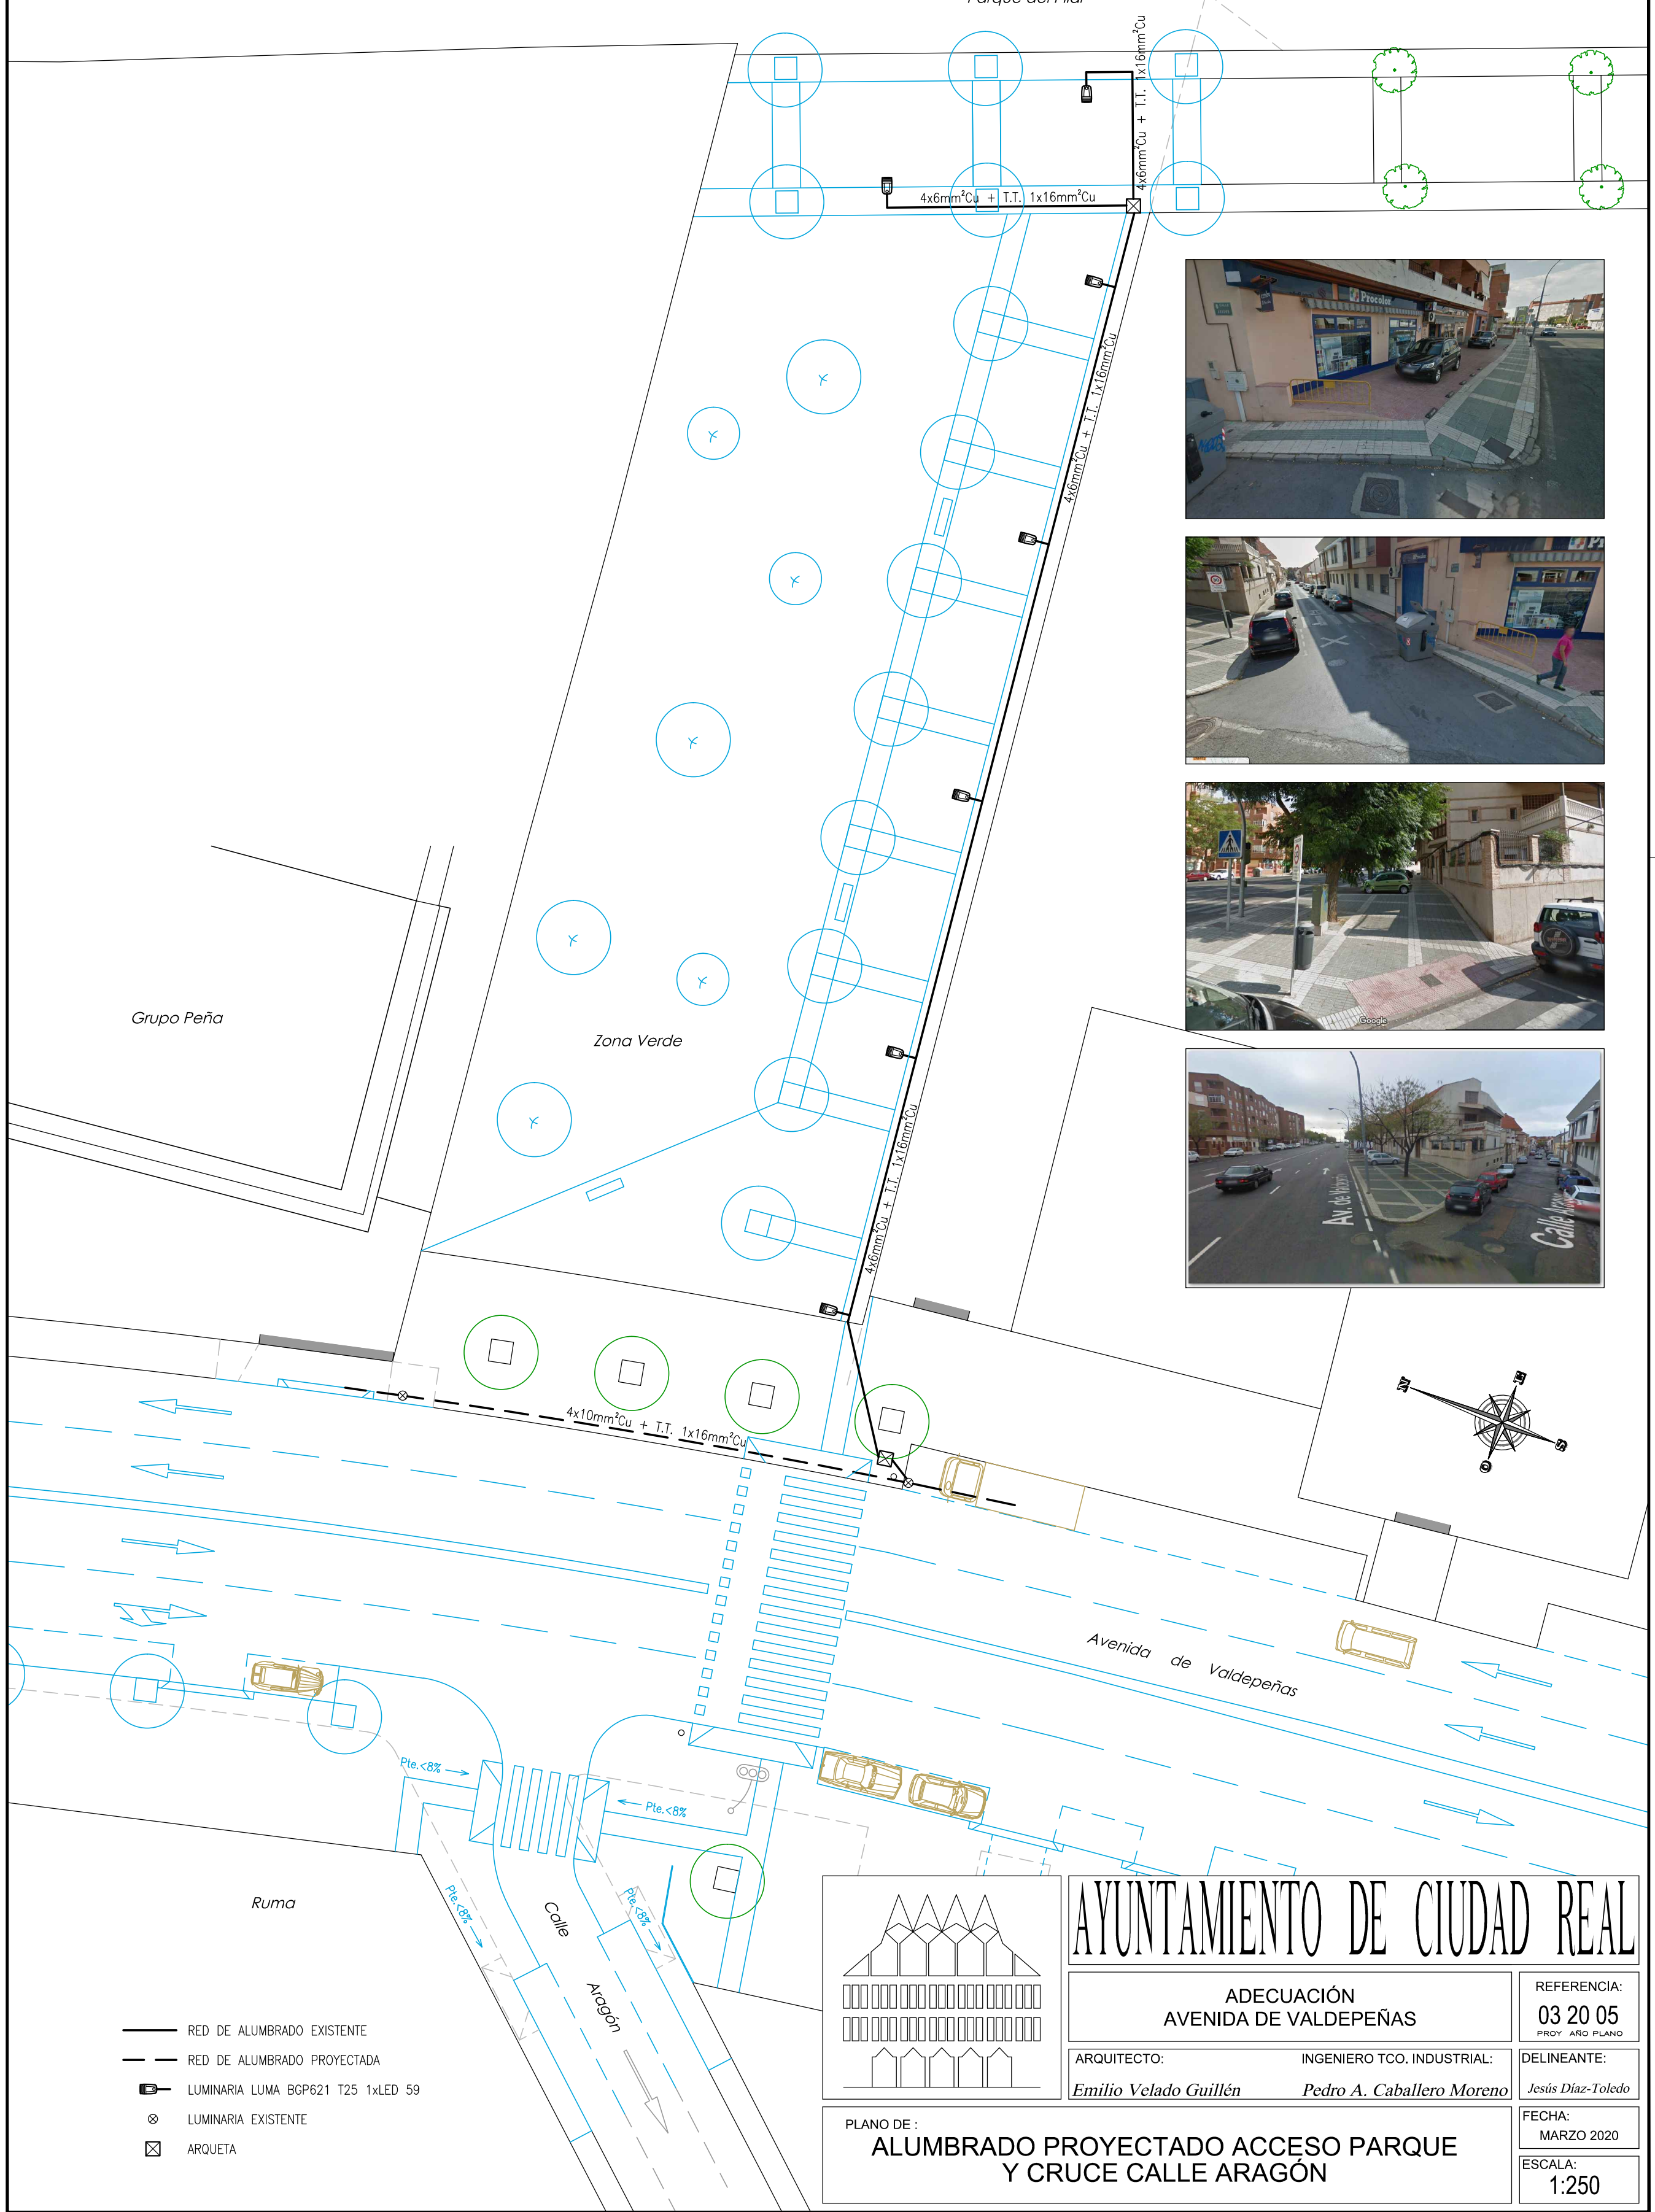 Parque del Pilar
4x6mm²Cu + T.T. 1x16mm²Cu
4x6mm²Cu + T.T. 1x16mm²Cu
4x6mm²Cu + T.T. 1x16mm²Cu
4x6mm²Cu + T.T. 1x16mm²Cu
Procolor
Google
Av. de
Calle
Grupo Peña
Zona Verde
4x10mm²Cu + T.T. 1x16mm²Cu
N
E
S
O
Avenida de Valdepeñas
Pte.<8%
Pte.<8%
Pte.<8%
Pte.<8%
Ruma
Calle
Aragón
RED DE ALUMBRADO EXISTENTE
RED DE ALUMBRADO PROYECTADA
LUMINARIA LUMA BGP621 T25 1xLED 59
LUMINARIA EXISTENTE
ARQUETA
AYUNTAMIENTO DE CIUDAD REAL
ADECUACIÓN
AVENIDA DE VALDEPEÑAS
REFERENCIA:
03 20 05
PROY AÑO PLANO
ARQUITECTO:
Emilio Velado Guillén
INGENIERO TCO. INDUSTRIAL:
Pedro A. Caballero Moreno
DELINEANTE:
Jesús Díaz-Toledo
PLANO DE :
ALUMBRADO PROYECTADO ACCESO PARQUE
Y CRUCE CALLE ARAGÓN
FECHA:
MARZO 2020
ESCALA:
1:250